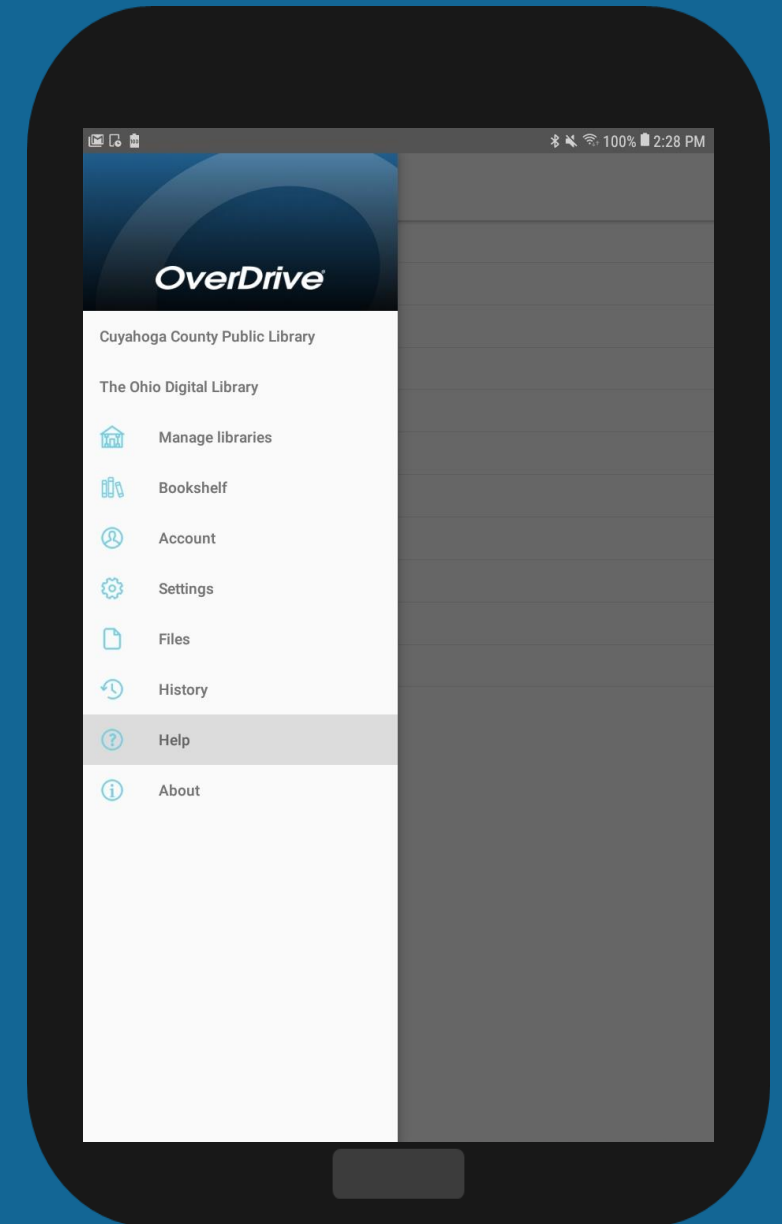 100% 2:28 PM
OverDrive
Cuyahoga County Public Library
The Ohio Digital Library
Manage libraries
Bookshelf
Account
Settings
Files
History
Help
About